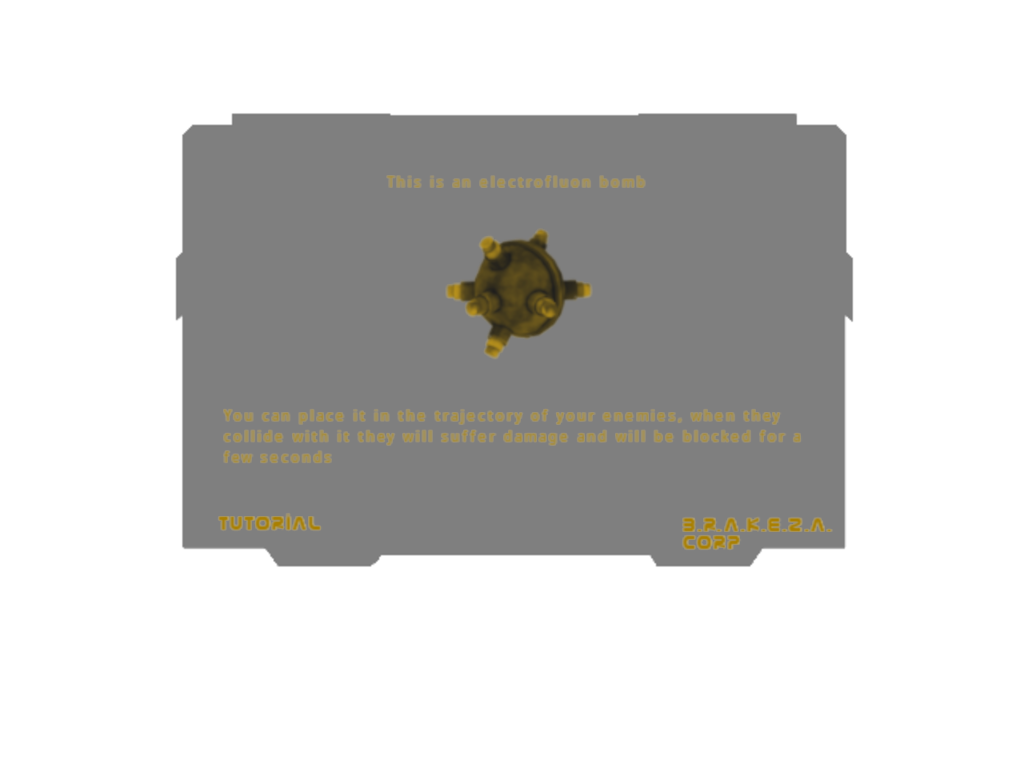 This is an electrofluon bomb
You can place it in the trajectory of your enemies, when they
collide with it they will suffer damage and will be blocked for a
few seconds
TUTORIAL
B.R.A.K.E.Z.A.
CORP